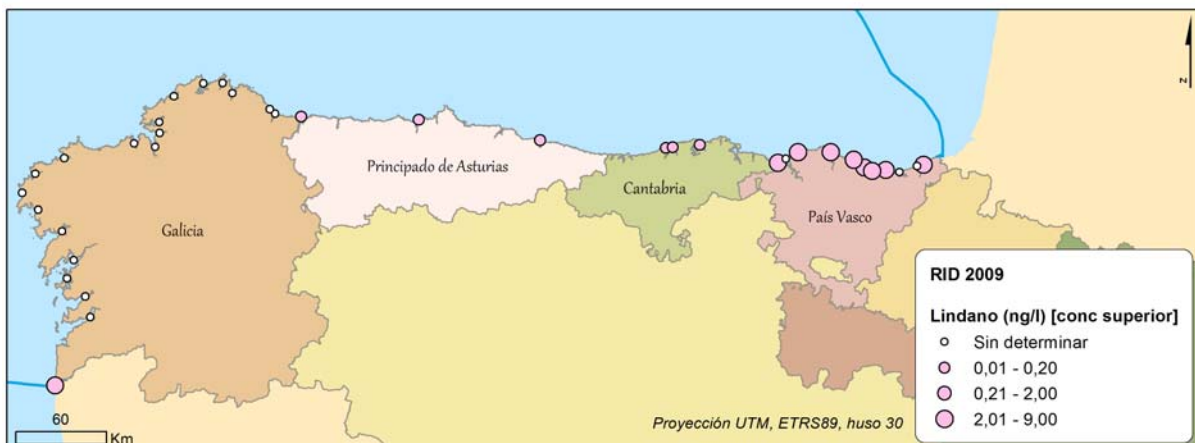 z
Principado de Asturias
Cantabria
País Vasco
Galicia
RID 2009
Lindano (ng/l) [conc superior]
Sin determinar
0,01 - 0,20
0,21 - 2,00
2,01 - 9,00
60
Km
Proyección UTM, ETRS89, huso 30